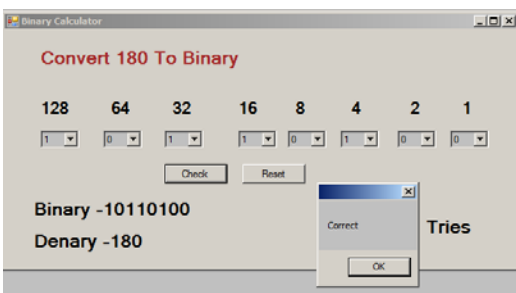 Binary Calculator
Convert 180 To Binary
128 64 32 16 8 4 2 1
1 0 1 1 0 1 0 0
Check Reset
Binary -10110100
Correct
Tries
Denary -180
OK